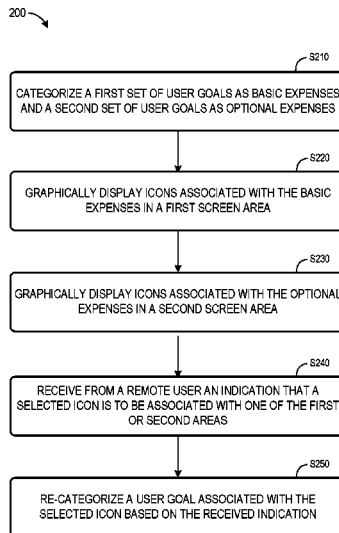 200
S210
CATEGORIZE A FIRST SET OF USER GOALS AS BASIC EXPENSES
AND A SECOND SET OF USER GOALS AS OPTIONAL EXPENSES
S220
GRAPHICALLY DISPLAY ICONS ASSOCIATED WITH THE BASIC
EXPENSES IN A FIRST SCREEN AREA
S230
GRAPHICALLY DISPLAY ICONS ASSOCIATED WITH THE OPTIONAL
EXPENSES IN A SECOND SCREEN AREA
S240
RECEIVE FROM A REMOTE USER AN INDICATION THAT A
SELECTED ICON IS TO BE ASSOCIATED WITH ONE OF THE FIRST
OR SECOND AREAS
S250
RE-CATEGORIZE A USER GOAL ASSOCIATED WITH THE
SELECTED ICON BASED ON THE RECEIVED INDICATION